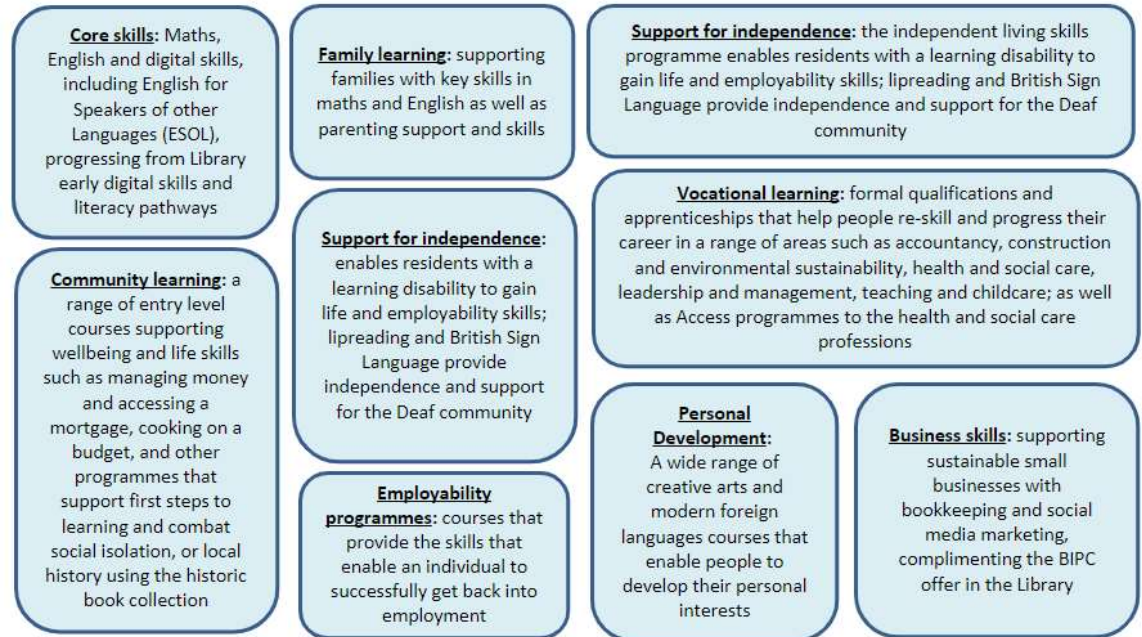 Core skills: Maths,
English and digital skills,
including English for
Speakers of other
Languages (ESOL),
progressing from Library
early digital skills and
literacy pathways
Family learning: supporting
families with key skills in
maths and English as well as
parenting support and skills
Support for independence: the independent living skills
programme enables residents with a learning disability to
gain life and employability skills; lipreading and British Sign
Language provide independence and support for the Deaf
community
Community learning: a
range of entry level
courses supporting
wellbeing and life skills
such as managing money
and accessing a
mortgage, cooking on a
budget, and other
programmes that
support first steps to
learning and combat
social isolation, or local
history using the historic
book collection
Support for independence:
enables residents with a
learning disability to gain
life and employability skills;
lipreading and British Sign
Language provide
independence and support
for the Deaf community
Vocational learning: formal qualifications and
apprenticeships that help people re-skill and progress their
career in a range of areas such as accountancy, construction
and environmental sustainability, health and social care,
leadership and management, teaching and childcare; as well
as Access programmes to the health and social care
professions
Employability
programmes: courses that
provide the skills that
enable an individual to
successfully get back into
employment
Personal
Development:
A wide range of
creative arts and
modern foreign
languages courses that
enable people to
develop their personal
interests
Business skills: supporting
sustainable small
businesses with
bookkeeping and social
media marketing,
complimenting the BIPC
offer in the Library